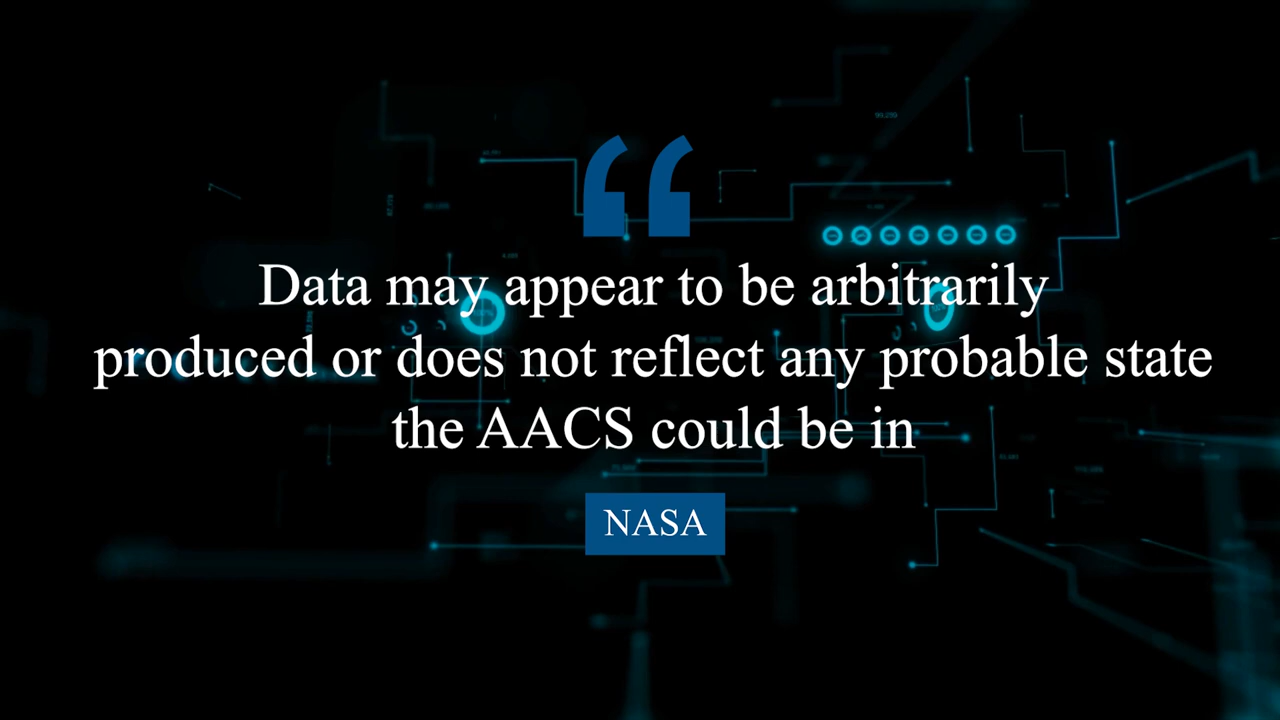 Data may appear to be arbitrarily
produced or does not reflect any probable state
the AACS could be in
NASA